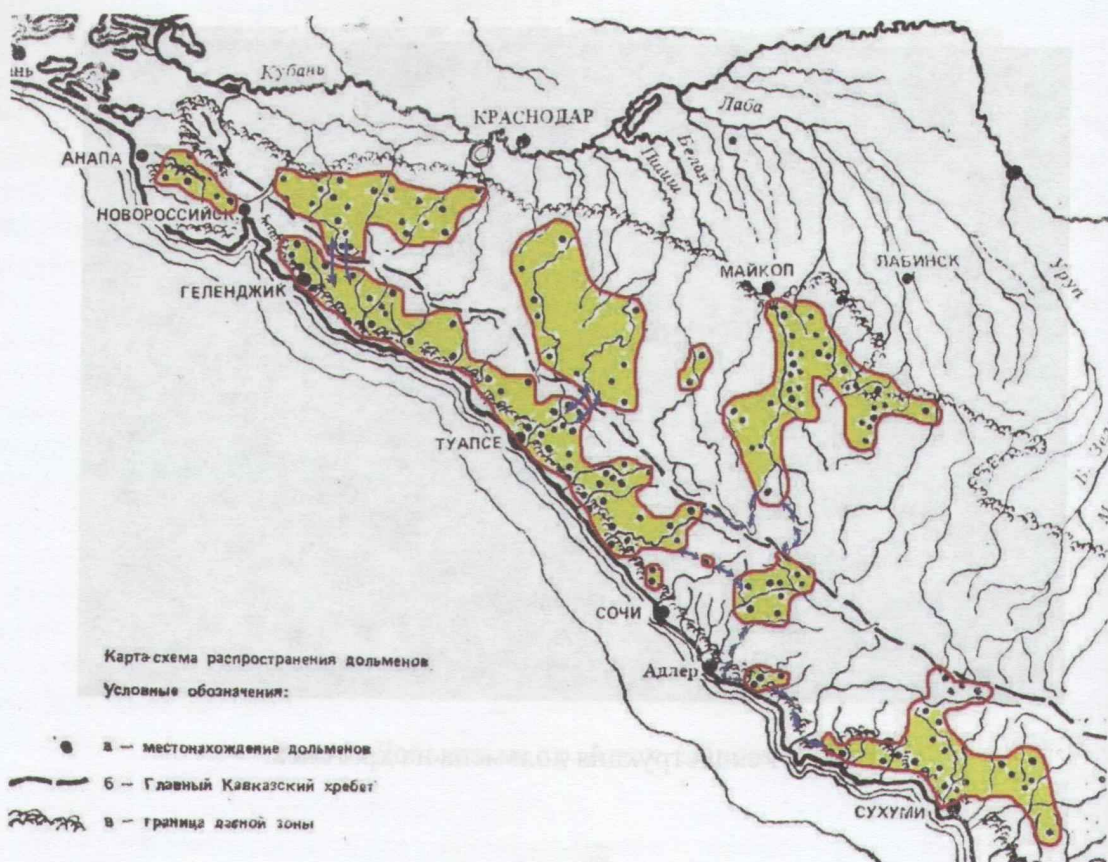 Кубань
Лаба
КРАСНОДАР
Пшиш
Белая
АНАПА
НОВОРОССИЙСК
МАЙКОП
ЛАБИНСК
Уруп
ГЕЛЕНДЖИК
ТУАПСЕ
СОЧИ
Адлер
СУХУМИ
Карта-схема распространения дольменов
Условные обозначения:
а — местонахождение дольменов
б — Главный Кавказский хребет
в — граница лесной зоны